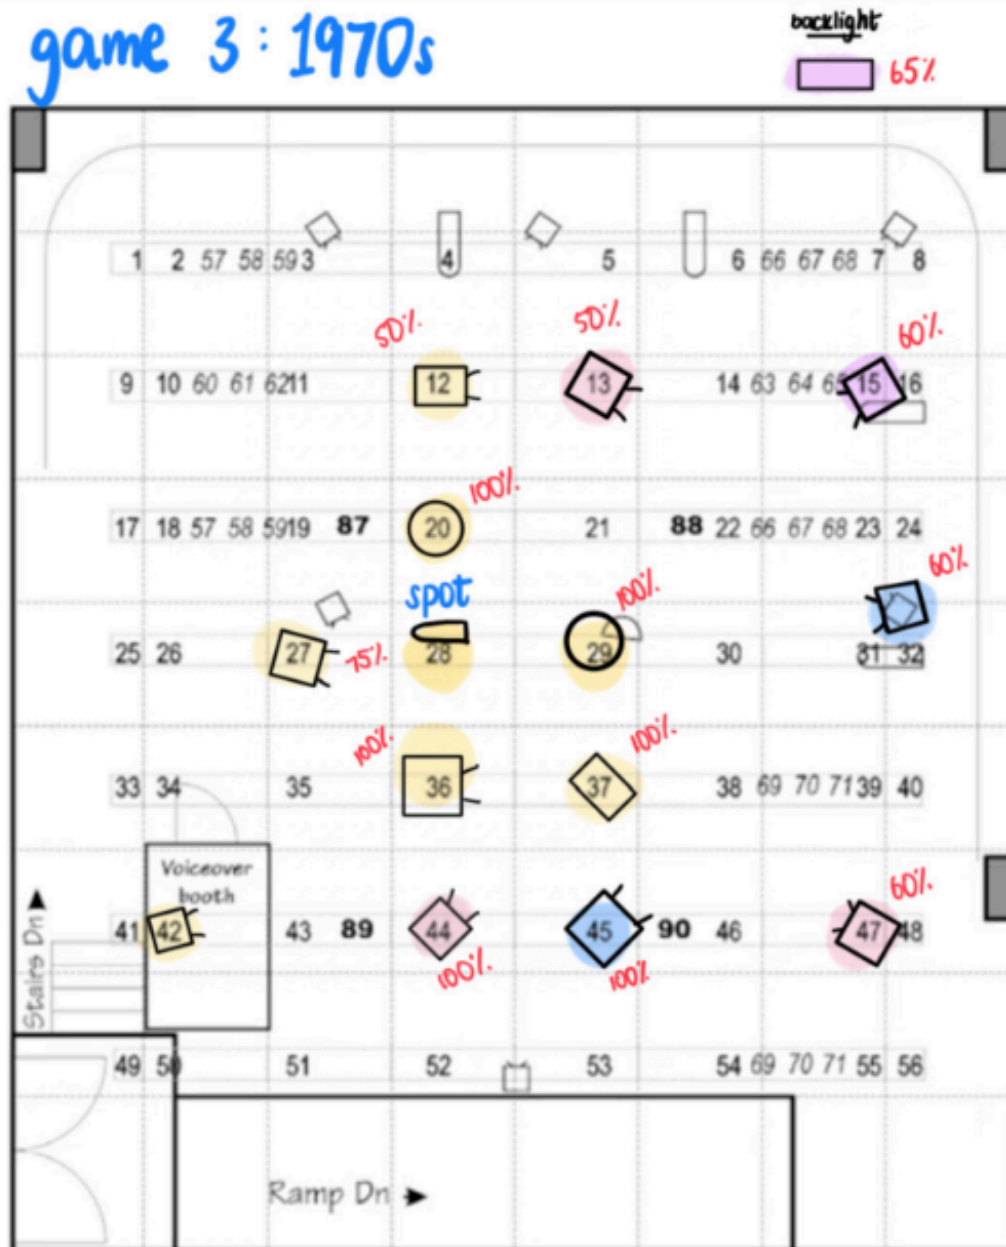 game 3: 1970s
backlight
65%
1 2 57 58 59 3 4 5 6 66 67 68 7 8
50% 50% 60%
9 10 60 61 62 11 12 13 14 63 64 65 15 16
100%
17 18 57 58 59 19 87 20 21 88 22 66 67 68 23 24
spot 100% 60%
25 26 27 75% 28 29 30 31 32
100% 100%
33 34 35 36 37 38 69 70 71 39 40
Voiceover
booth
60%
41 42 43 89 44 45 90 46 47 48
100% 100%
Stairs Dn
49 50 51 52 53 54 69 70 71 55 56
Ramp Dn